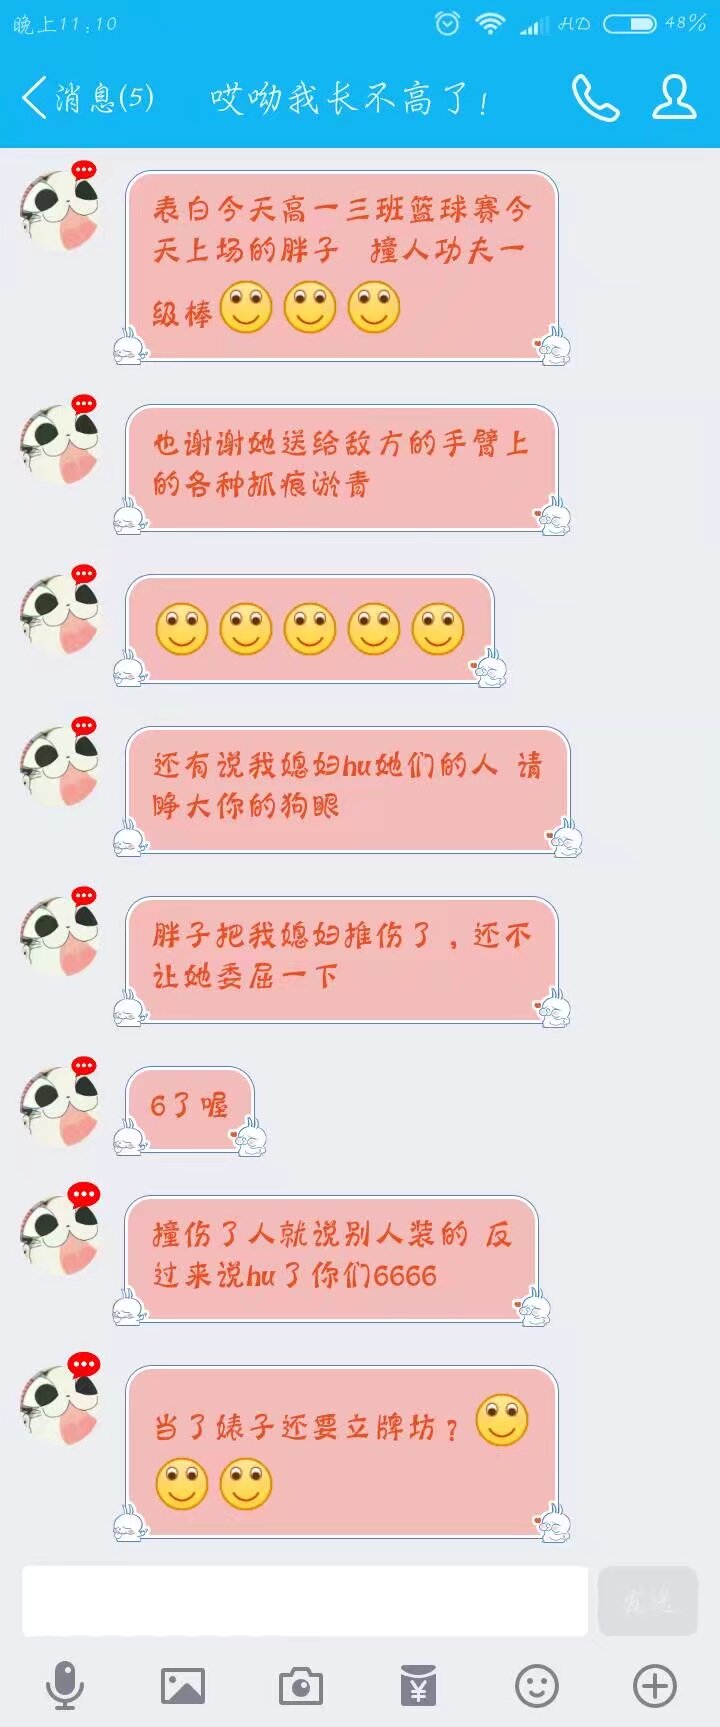 晚上11:10
HD
48%
消息(5)
哎呦我长不高了!
表白今天高一三班篮球赛今
天上场的胖子 撞人功夫一
级棒
也谢谢她送给敌方的手臂上
的各种抓痕淤青
还有说我媳妇hu她们的人 请
睁大你的狗眼
胖子把我媳妇推伤了，还不
让她委屈一下
6了喔
撞伤了人就说别人装的 反
过来说hu了你们6666
当了婊子还要立牌坊？
发送